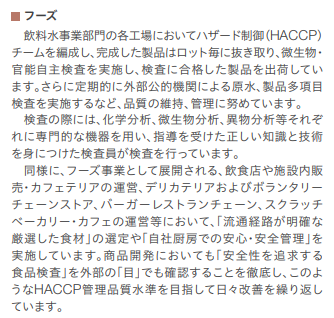 フーズ
飲料水事業部門の各工場においてハザード制御（HACCP）
チームを編成し、完成した製品はロット毎に抜き取り、微生物・
官能自主検査を実施し、検査に合格した製品を出荷してい
ます。さらに定期的に外部公的機関による原水、製品多項目
検査を実施するなど、品質の維持、管理に努めています。
検査の際には、化学分析、微生物分析、異物分析等それぞ
れに専門的な機器を用い、指導を受けた正しい知識と技術
を身につけた検査員が検査を行っています。
同様に、フーズ事業として展開される、飲食店や施設内販
売・カフェテリアの運営、デリカテリアおよびボランタリー
チェーンストア、バーガーレストランチェーン、スクラッチ
ベーカリー・カフェの運営等において、「流通経路が明確な
厳選した食材」の選定や「自社厨房での安心・安全管理」を
実施しています。商品開発においても「安全性を追求する
食品検査」を外部の「目」でも確認することを徹底し、このよ
うなHACCP管理品質水準を目指して日々改善を繰り返し
ています。